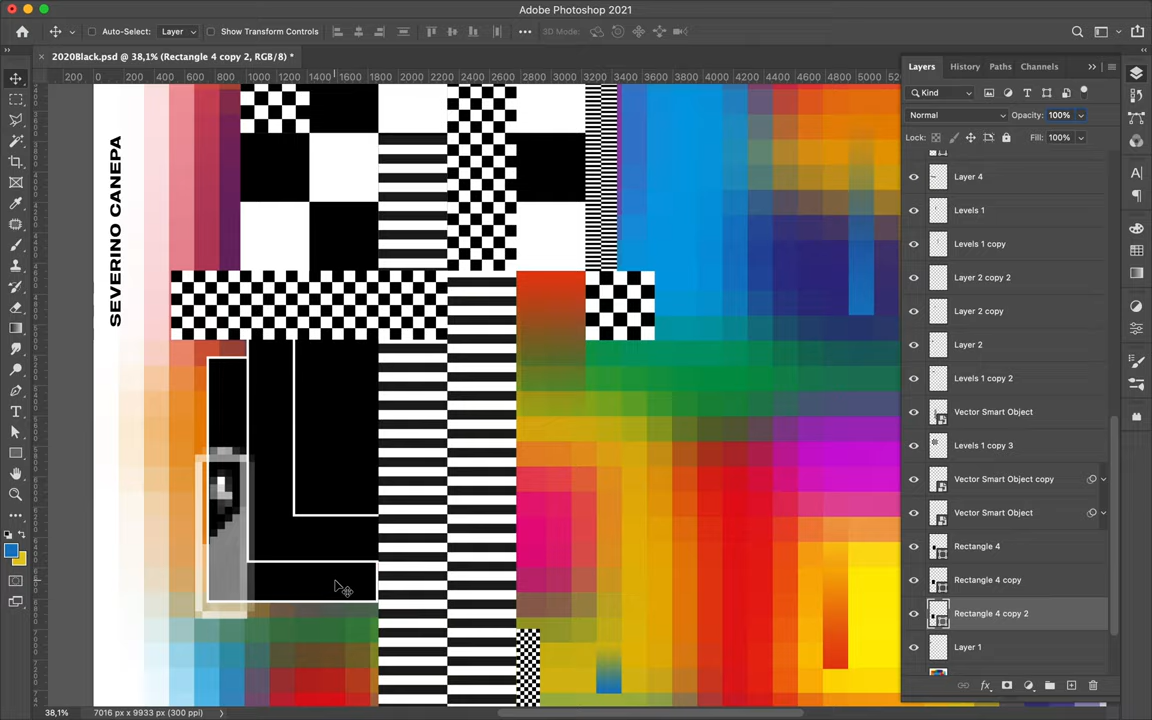 Adobe Photoshop 2021
Auto-Select: Layer Show Transform Controls 3D Mode:
2020Black.psd @ 38,1% (Rectangle 4 copy 2, RGB/8) *
200 0 200 400 600 800 1000 1200 1400 1600 1800 2000 2200 2400 2600 2800 3000 3200 3400 3600 3800 4000 4200 4400 4600 4800 5000
Layers History Paths Channels
Kind
Normal Opacity: 100%
Lock: Fill: 100%
Layer 4
Levels 1
Levels 1 copy
Layer 2 copy 2
Layer 2 copy
Layer 2
Levels 1 copy 2
Vector Smart Object
Levels 1 copy 3
Vector Smart Object copy
Vector Smart Object
Rectangle 4
Rectangle 4 copy
Rectangle 4 copy 2
Layer 1
SEVERINO CANEPA
38,1% 7016 px x 9933 px (300 ppi)